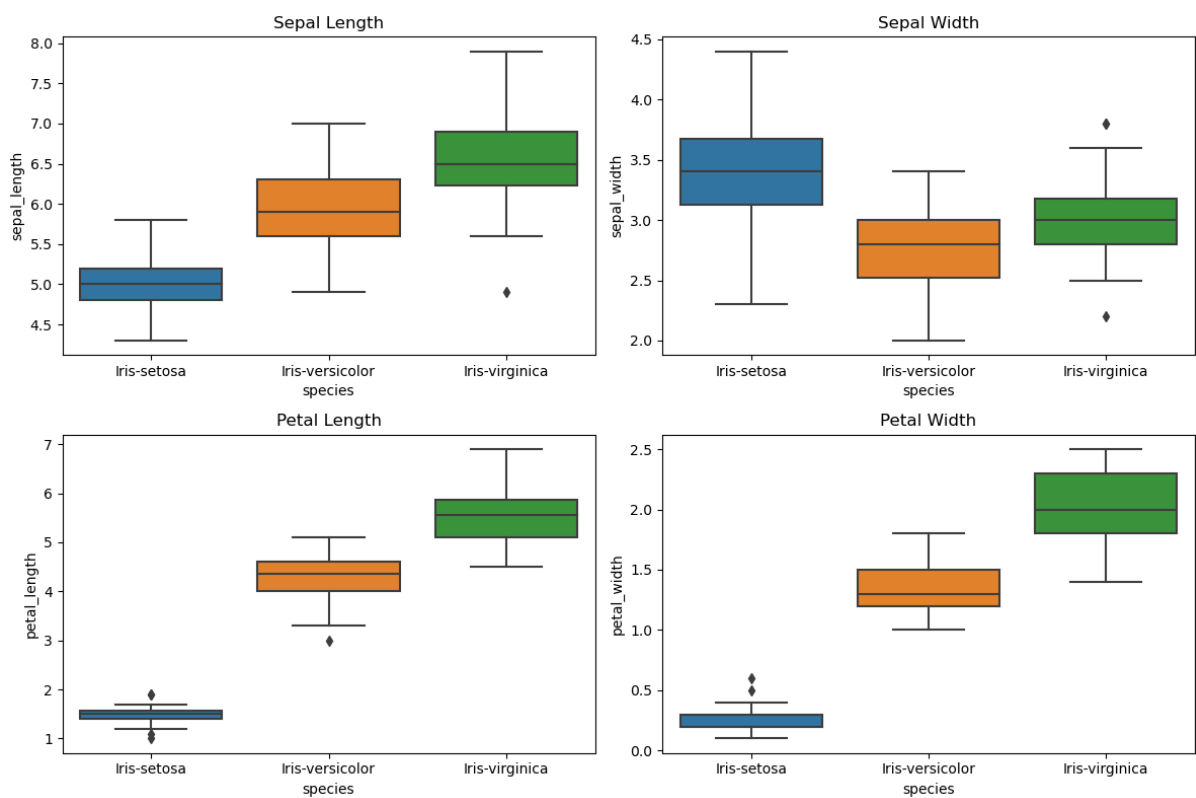 Sepal Length
8.0
7.5
7.0
6.5
6.0
5.5
5.0
4.5
sepal_length
Iris-setosa Iris-versicolor Iris-virginica
species
Sepal Width
4.5
4.0
3.5
3.0
2.5
2.0
sepal_width
Iris-setosa Iris-versicolor Iris-virginica
species
Petal Length
7
6
5
4
3
2
1
petal_length
Iris-setosa Iris-versicolor Iris-virginica
species
Petal Width
2.5
2.0
1.5
1.0
0.5
0.0
petal_width
Iris-setosa Iris-versicolor Iris-virginica
species